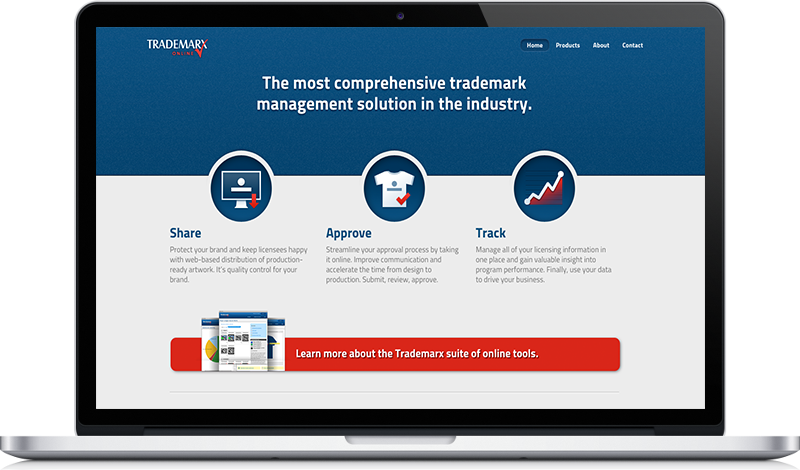 TRADEMARX
ONLINE
Home Products About Contact
The most comprehensive trademark
management solution in the industry.
Share
Protect your brand and keep licensees happy
with web-based distribution of production-
ready artwork. It's quality control for your
brand.
Approve
Streamline your approval process by taking
it online. Improve communication and
accelerate the time from design to
production. Submit, review, approve.
Track
Manage all of your licensing information in
one place and gain valuable insight into
program performance. Finally, use your data
to drive your business.
Learn more about the Trademarx suite of online tools.